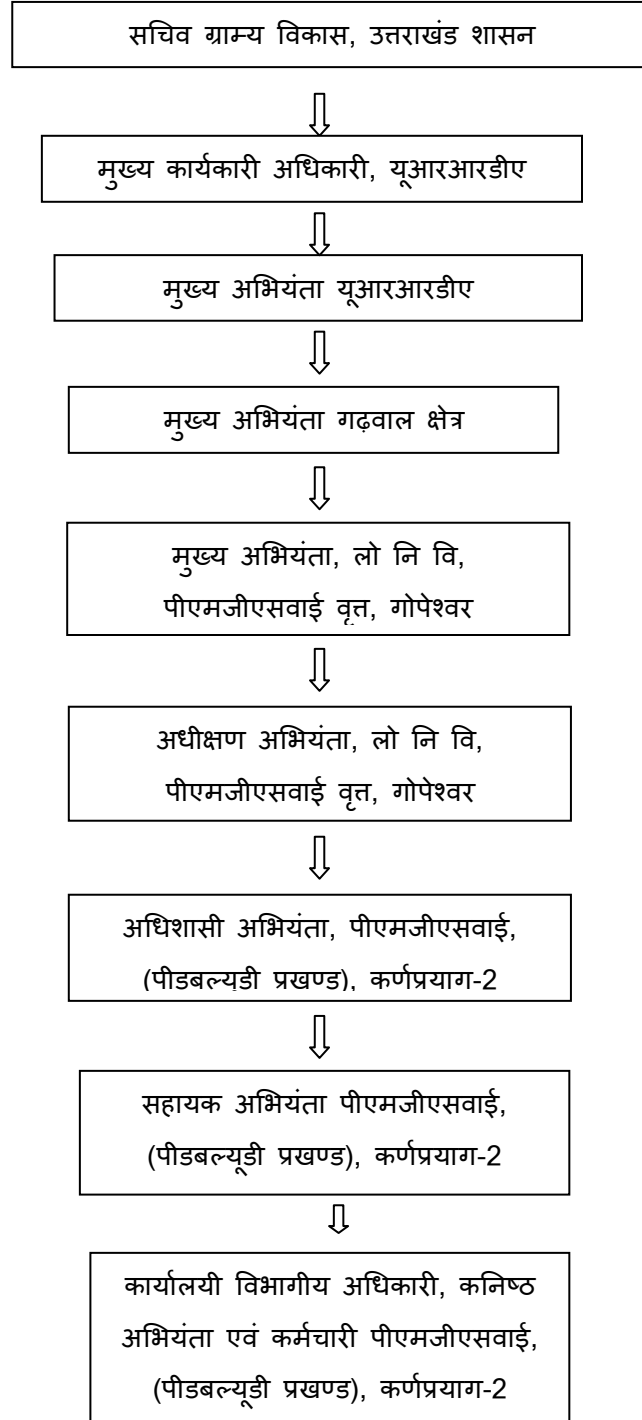 सचिव ग्राम्य विकास, उत्तराखंड शासन
मुख्य कार्यकारी अधिकारी, यूआरआरडीए
मुख्य अभियंता यूआरआरडीए
मुख्य अभियंता गढ़वाल क्षेत्र
मुख्य अभियंता, लो नि वि,
पीएमजीएसवाई वृत्त, गोपेश्वर
अधीक्षण अभियंता, लो नि वि,
पीएमजीएसवाई वृत्त, गोपेश्वर
अधिशासी अभियंता, पीएमजीएसवाई,
(पीडबल्यूडी प्रखण्ड), कर्णप्रयाग-2
सहायक अभियंता पीएमजीएसवाई,
(पीडबल्यूडी प्रखण्ड), कर्णप्रयाग-2
कार्यालयी विभागीय अधिकारी, कनिष्ठ
अभियंता एवं कर्मचारी पीएमजीएसवाई,
(पीडबल्यूडी प्रखण्ड), कर्णप्रयाग-2